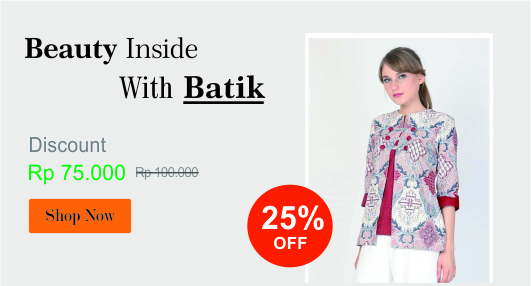 Beauty Inside
With Batik
Discount
Rp 75.000 Rp 100.000
Shop Now
25%
OFF